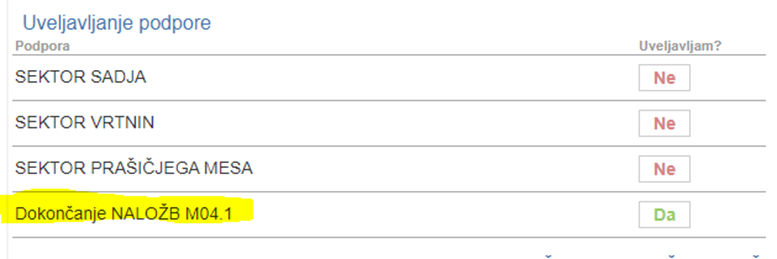 Uveljavljanje podpore
Podpora Uveljavljam?
SEKTOR SADJA Ne
SEKTOR VRTNIN Ne
SEKTOR PRAŠIČJEGA MESA Ne
Dokončanje NALOŽB M04.1 Da